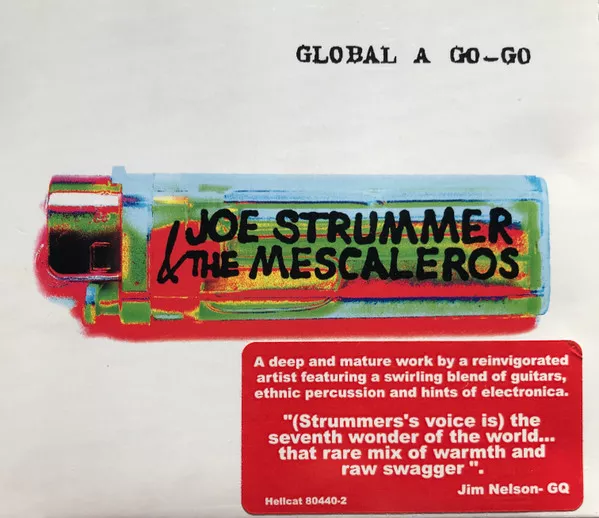 GLOBAL A GO-GO
JOE STRUMMER
& THE MESCALEROS
A deep and mature work by a reinvigorated
artist featuring a swirling blend of guitars,
ethnic percussion and hints of electronica.
"(Strummers's voice is) the
seventh wonder of the world...
that rare mix of warmth and
raw swagger ".
Jim Nelson- GQ
Hellcat 80440-2